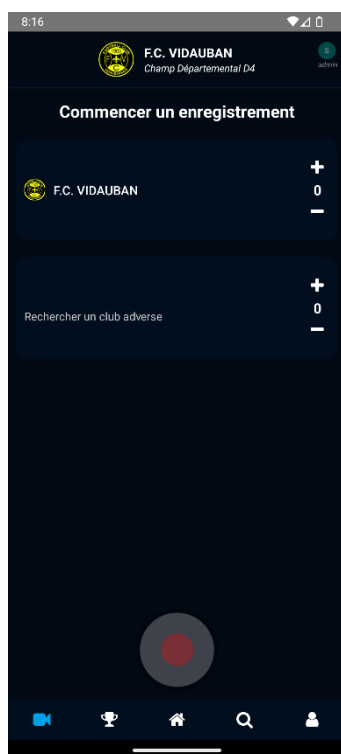 8:16
F.C. VIDAUBAN
Champ Départemental D4
S
admin
Commencer un enregistrement
F.C. VIDAUBAN
0
Rechercher un club adverse
0